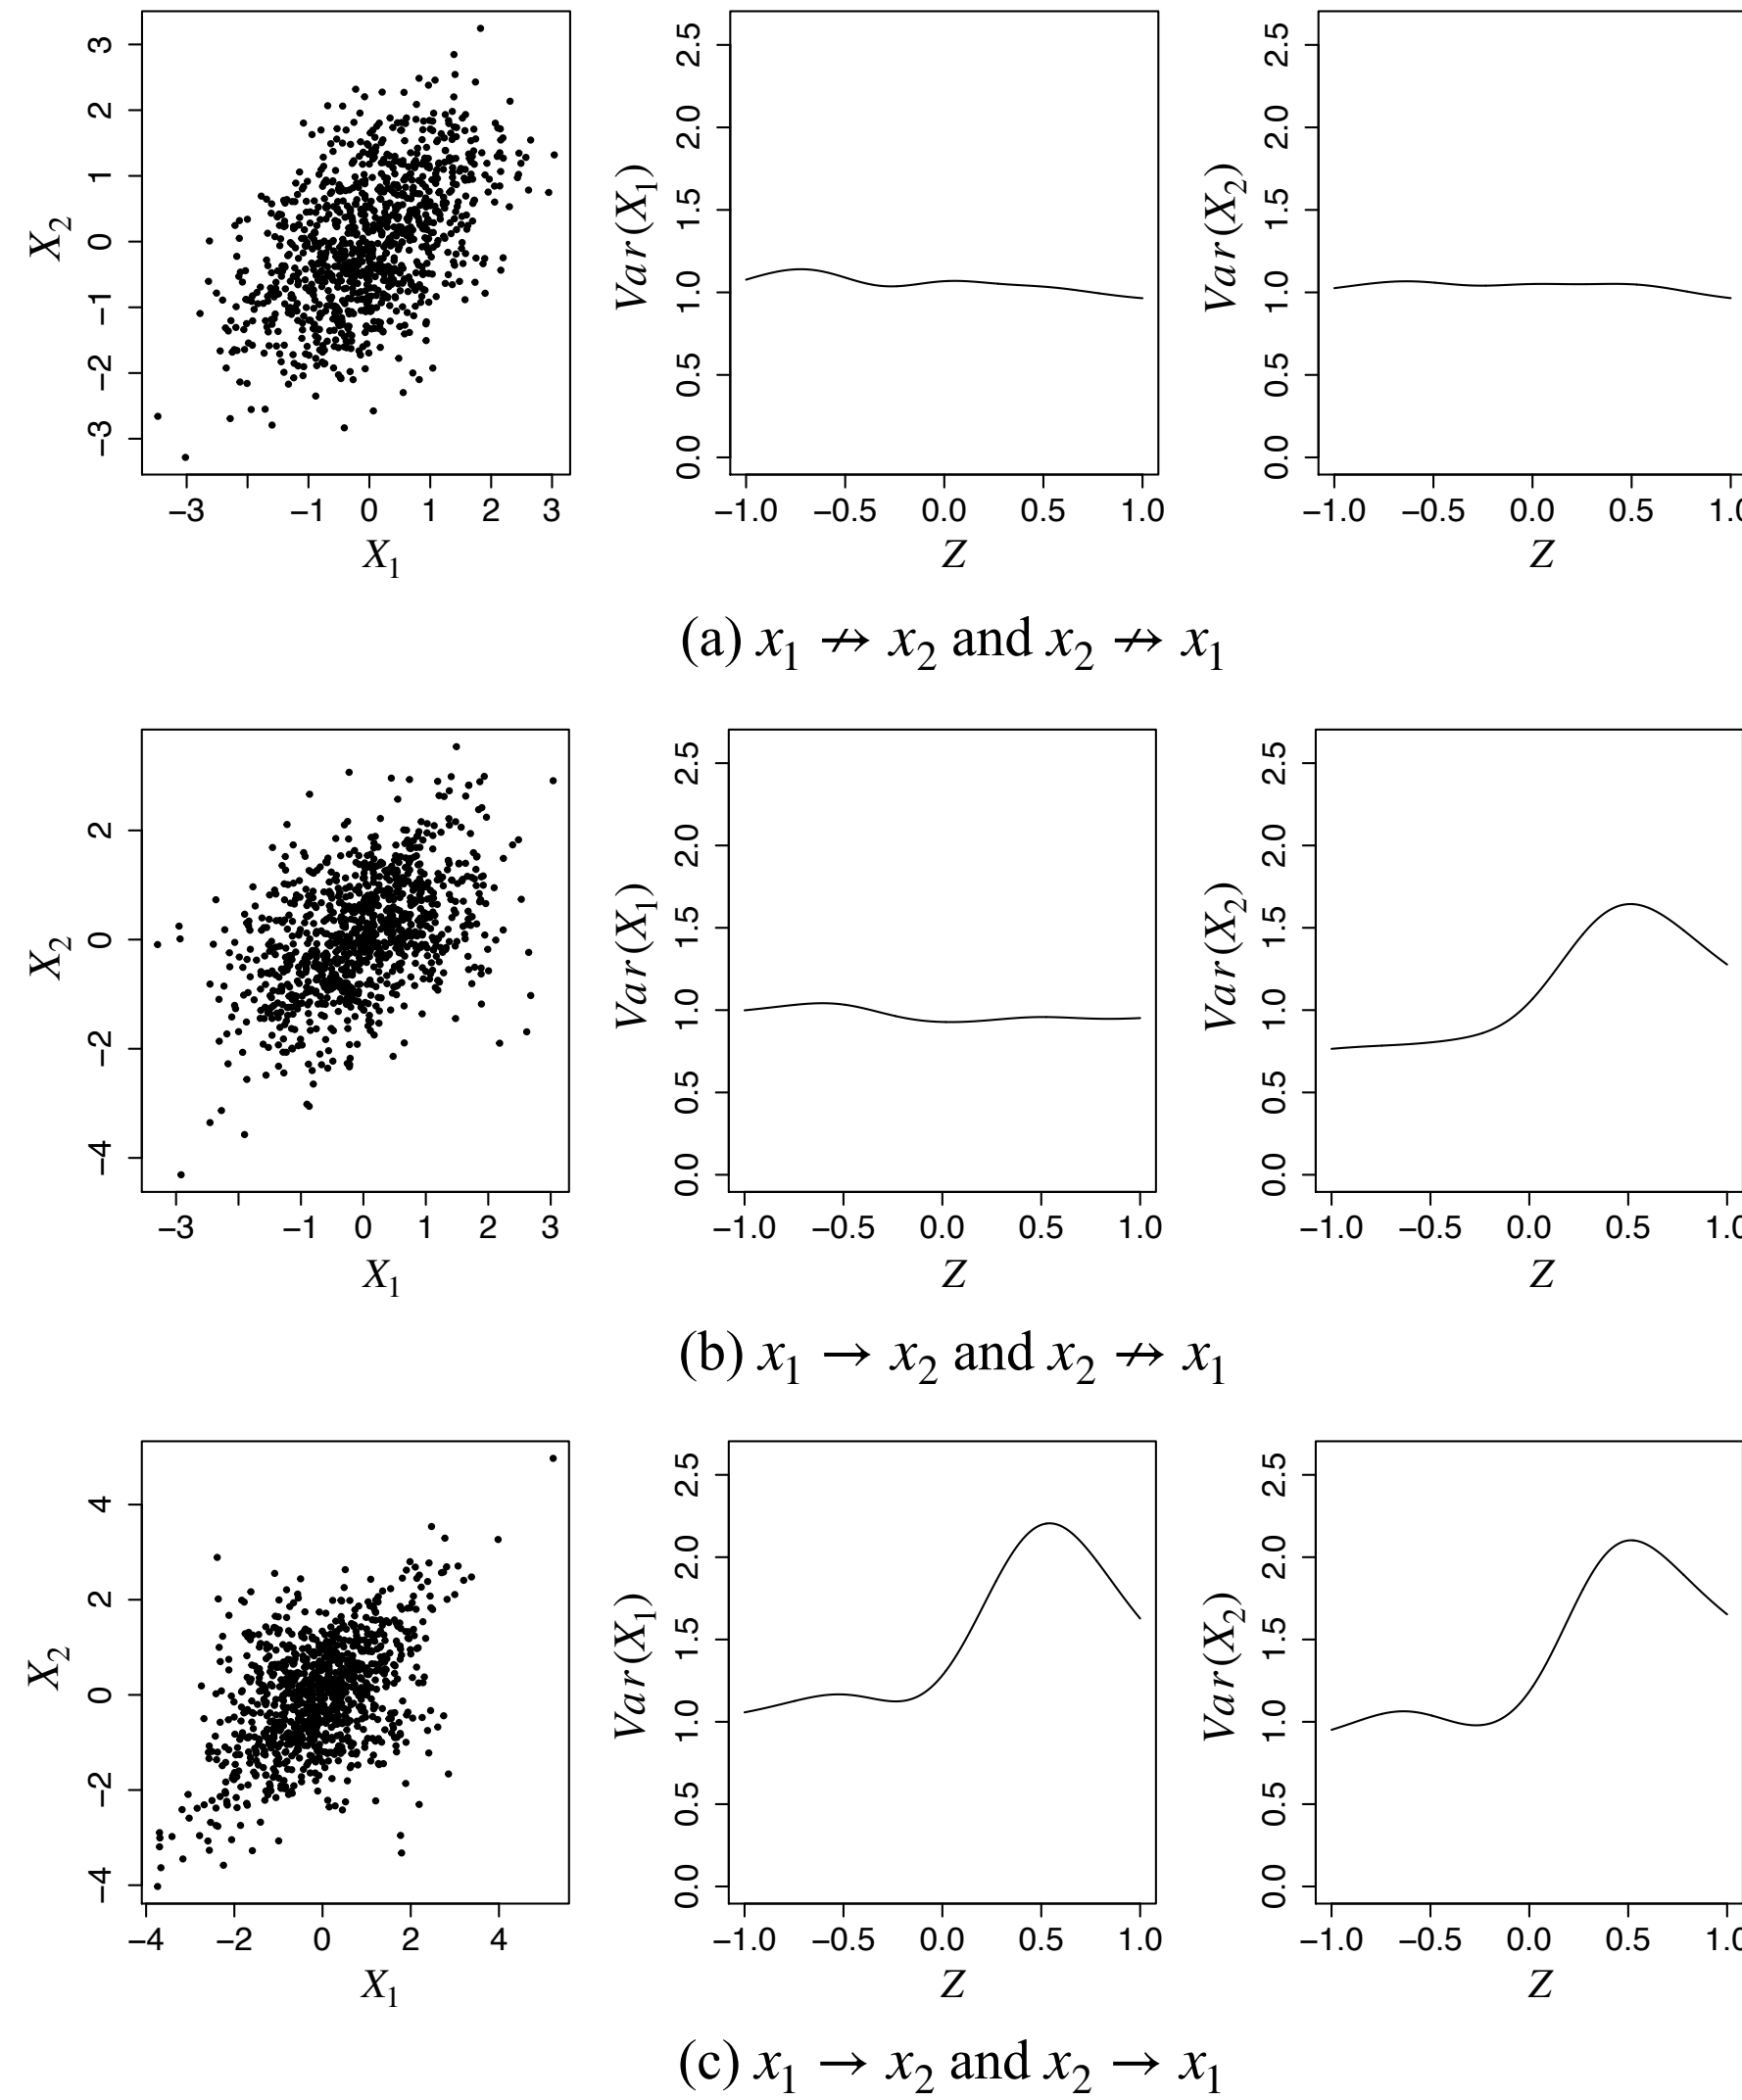 3 2 1 0 −1 −2 −3
X2
−3 −1 0 1 2 3
X1
2.5 2.0 1.5 1.0 0.5 0.0
Var(X1)
−1.0 −0.5 0.0 0.5 1.0
Z
2.5 2.0 1.5 1.0 0.5 0.0
Var(X2)
−1.0 −0.5 0.0 0.5 1.0
Z
(a) x1 ↛ x2 and x2 ↛ x1
2 0 −2 −4
X2
−3 −1 0 1 2 3
X1
2.5 2.0 1.5 1.0 0.5 0.0
Var(X1)
−1.0 −0.5 0.0 0.5 1.0
Z
2.5 2.0 1.5 1.0 0.5 0.0
Var(X2)
−1.0 −0.5 0.0 0.5 1.0
Z
(b) x1 → x2 and x2 ↛ x1
4 2 0 −2 −4
X2
−4 −2 0 2 4
X1
2.5 2.0 1.5 1.0 0.5 0.0
Var(X1)
−1.0 −0.5 0.0 0.5 1.0
Z
2.5 2.0 1.5 1.0 0.5 0.0
Var(X2)
−1.0 −0.5 0.0 0.5 1.0
Z
(c) x1 → x2 and x2 → x1